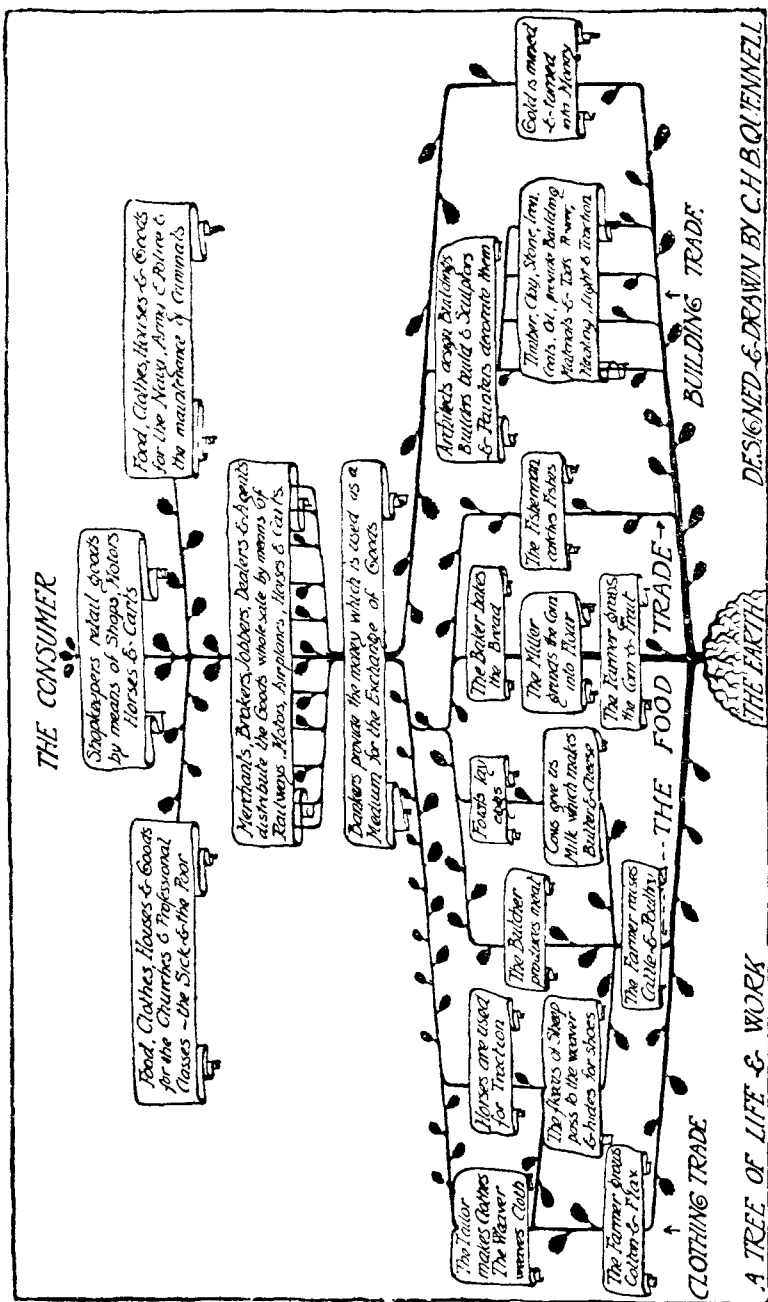 THE CONSUMER
Food, Clothes, Houses & Goods
for the Churches & Professional
Classes ~ the Sick & the Poor
Shopkeepers retail goods
by means of Shops, Motors
Horses & Carts
Food, Clothes, Houses & Goods
for the Navy, Army & Police &
the maintenance of Criminals
Merchants, Brokers, Jobbers, Dealers & Agents
distribute the Goods wholesale by means of
Railways, Motors, Airplanes, Horses & Carts.
Bankers provide the money which is used as a
Medium for the Exchange of Goods
The Tailor
makes Clothes
The Weaver
weaves Cloth
Horses are used
for Traction
The fleeces of Sheep
pass to the weaver
& hides for shoes
The Farmer grows
Cotton & Flax
The Butcher
produces meat
Fowls lay
eggs
Cows give us
Milk which makes
Butter & Cheese
The Farmer raises
Cattle & Poultry
The Baker bakes
the Bread
The Miller
grinds the Corn
into Flour
The Farmer grows
the Corn & Fruit
The Fisherman
catches Fishes
Architects design Buildings
Builders build & Sculptors
& Painters decorate them
Timber, Clay, Stone, Iron,
Coals, Oil, provide Building
Materials & Tools Power,
Heating, Light & Traction
Gold is mined
& turned
into Money
CLOTHING TRADE
THE FOOD TRADE
BUILDING TRADE
THE EARTH
A TREE OF LIFE & WORK
DESIGNED & DRAWN BY C.H.B. QUENNELL